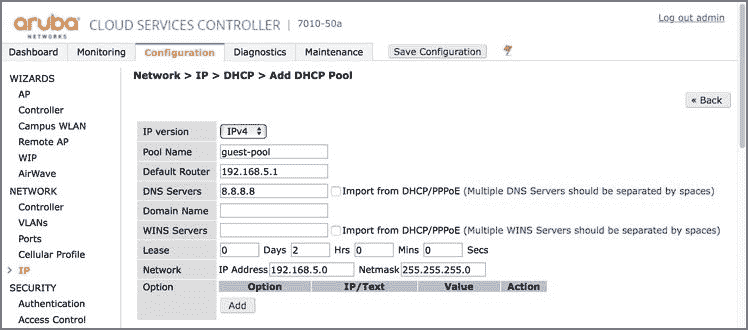 aruba NETWORKS CLOUD SERVICES CONTROLLER | 7010-50a Log out admin
Dashboard Monitoring Configuration Diagnostics Maintenance Save Configuration
WIZARDS
AP
Controller
Campus WLAN
Remote AP
WIP
AirWave
NETWORK
Controller
VLANs
Ports
Cellular Profile
> IP
SECURITY
Authentication
Access Control
Network > IP > DHCP > Add DHCP Pool
« Back
IP version IPv4
Pool Name guest-pool
Default Router 192.168.5.1
DNS Servers 8.8.8.8 Import from DHCP/PPPoE (Multiple DNS Servers should be separated by spaces)
Domain Name
WINS Servers Import from DHCP/PPPoE (Multiple WINS Servers should be separated by spaces)
Lease 0 Days 2 Hrs 0 Mins 0 Secs
Network IP Address 192.168.5.0 Netmask 255.255.255.0
Option Option IP/Text Value Action
Add